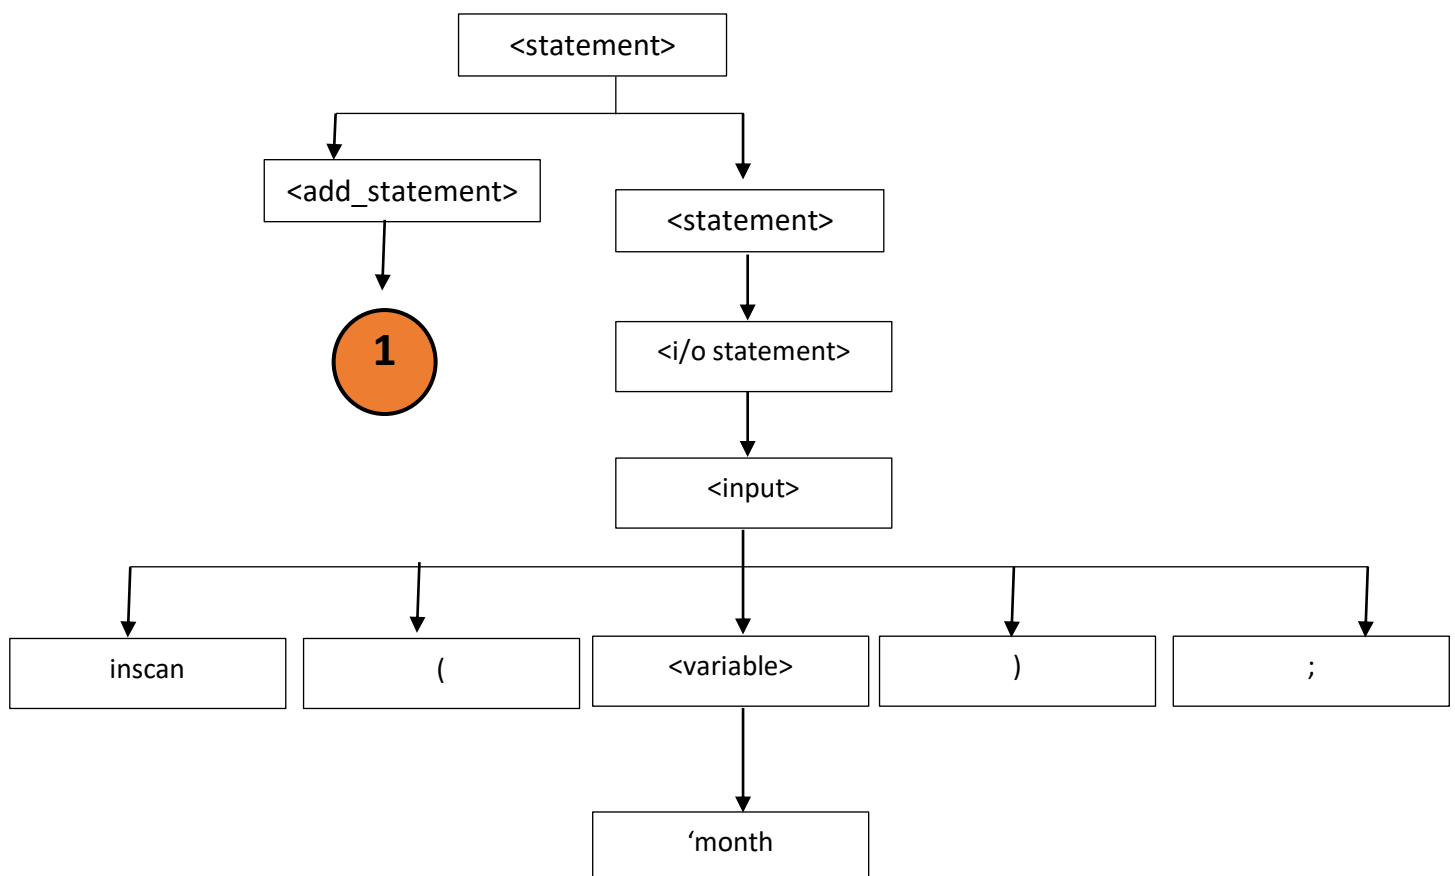 <statement>
<add_statement>
<statement>
1
<i/o statement>
<input>
inscan
(
<variable>
)
;
‘month